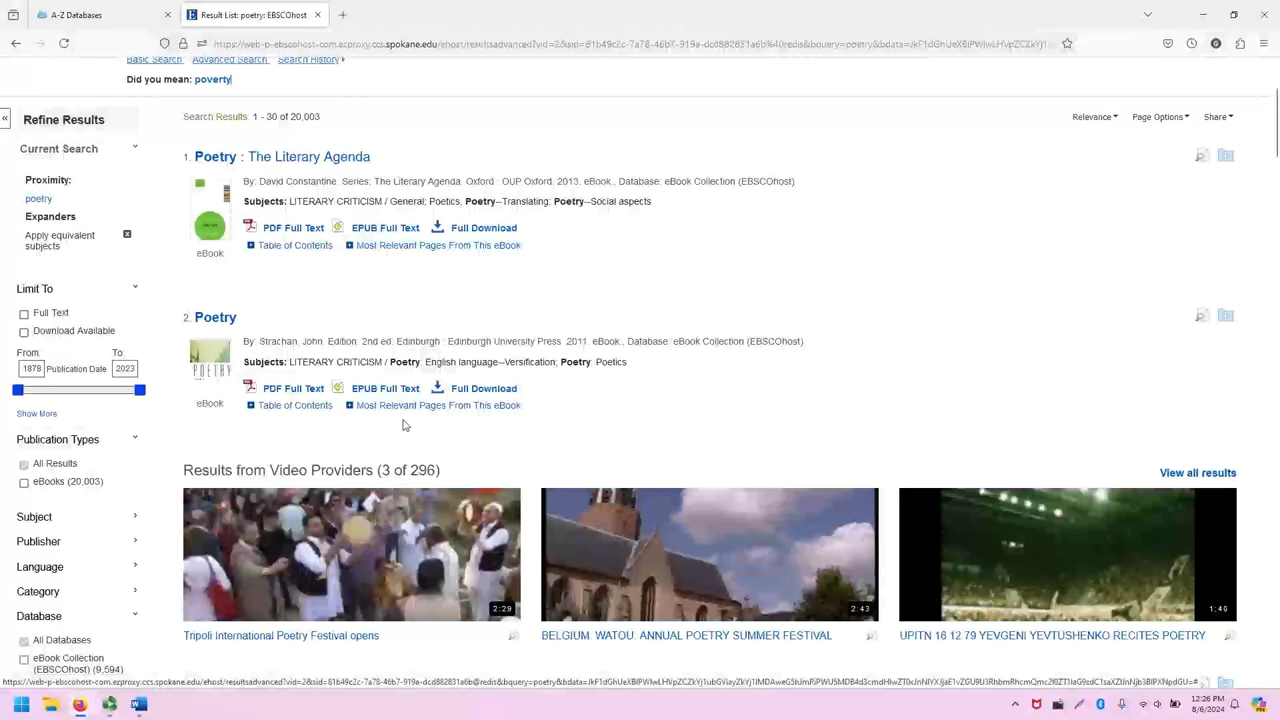 A-Z Databases
Result List: poetry: EBSCOhost
Basic Search Advanced Search Search History
Did you mean: poverty
Refine Results
Search Results: 1 - 30 of 20,003
Relevance Page Options Share
Current Search
Proximity:
poetry
Expanders
Apply equivalent
subjects
Limit To
Full Text
Download Available
From: To:
1878 Publication Date 2023
Show More
Publication Types
All Results
eBooks (20,003)
Subject
Publisher
Language
Category
Database
All Databases
eBook Collection
(EBSCOhost) (9,594)
1. Poetry : The Literary Agenda
By: David Constantine. Series: The Literary Agenda. Oxford : OUP Oxford. 2013. eBook., Database: eBook Collection (EBSCOhost)
Subjects: LITERARY CRITICISM / General; Poetics; Poetry--Translating; Poetry--Social aspects
eBook
PDF Full Text EPUB Full Text Full Download
Table of Contents Most Relevant Pages From This eBook
2. Poetry
By: Strachan, John. Edition: 2nd ed. Edinburgh : Edinburgh University Press. 2011. eBook., Database: eBook Collection (EBSCOhost)
Subjects: LITERARY CRITICISM / Poetry; English language--Versification; Poetry; Poetics
POETRY
eBook
PDF Full Text EPUB Full Text Full Download
Table of Contents Most Relevant Pages From This eBook
Results from Video Providers (3 of 296)
View all results
2:29
2:43
1:40
Tripoli International Poetry Festival opens
BELGIUM: WATOU: ANNUAL POETRY SUMMER FESTIVAL
UPITN 16 12 79 YEVGENI YEVTUSHENKO RECITES POETRY
12:26 PM
8/6/2024